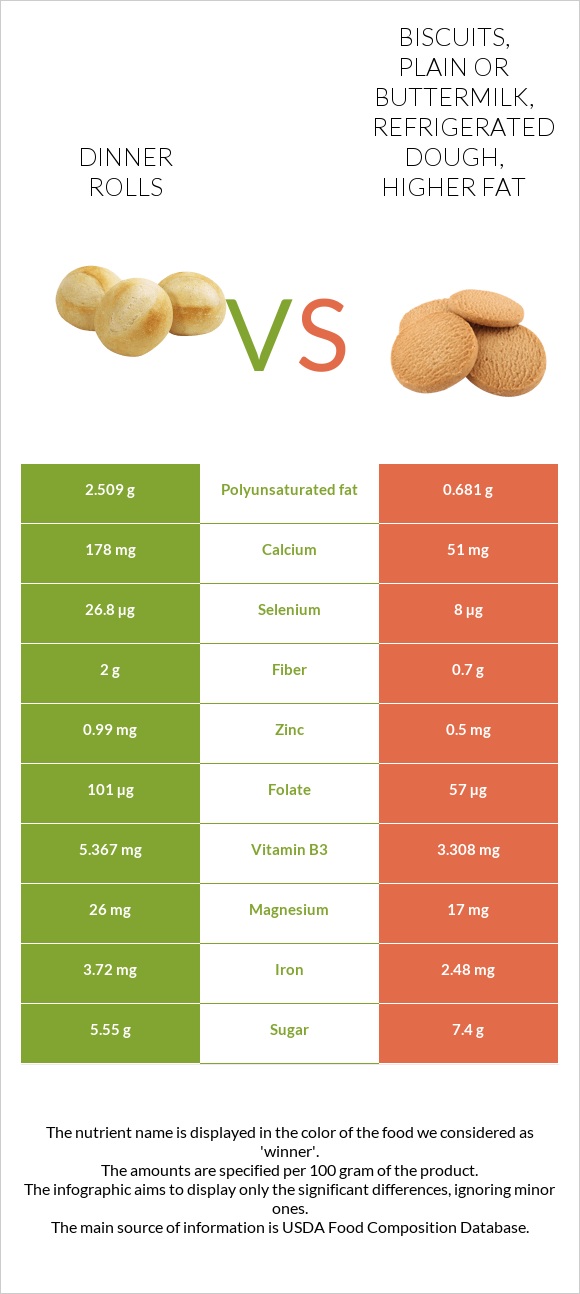 DINNER
ROLLS
BISCUITS,
PLAIN OR
BUTTERMILK,
REFRIGERATED
DOUGH,
HIGHER FAT
VS
2.509 g Polyunsaturated fat 0.681 g
178 mg Calcium 51 mg
26.8 µg Selenium 8 µg
2 g Fiber 0.7 g
0.99 mg Zinc 0.5 mg
101 µg Folate 57 µg
5.367 mg Vitamin B3 3.308 mg
26 mg Magnesium 17 mg
3.72 mg Iron 2.48 mg
5.55 g Sugar 7.4 g
The nutrient name is displayed in the color of the food we considered as
'winner'.
The amounts are specified per 100 gram of the product.
The infographic aims to display only the significant differences, ignoring minor
ones.
The main source of information is USDA Food Composition Database.